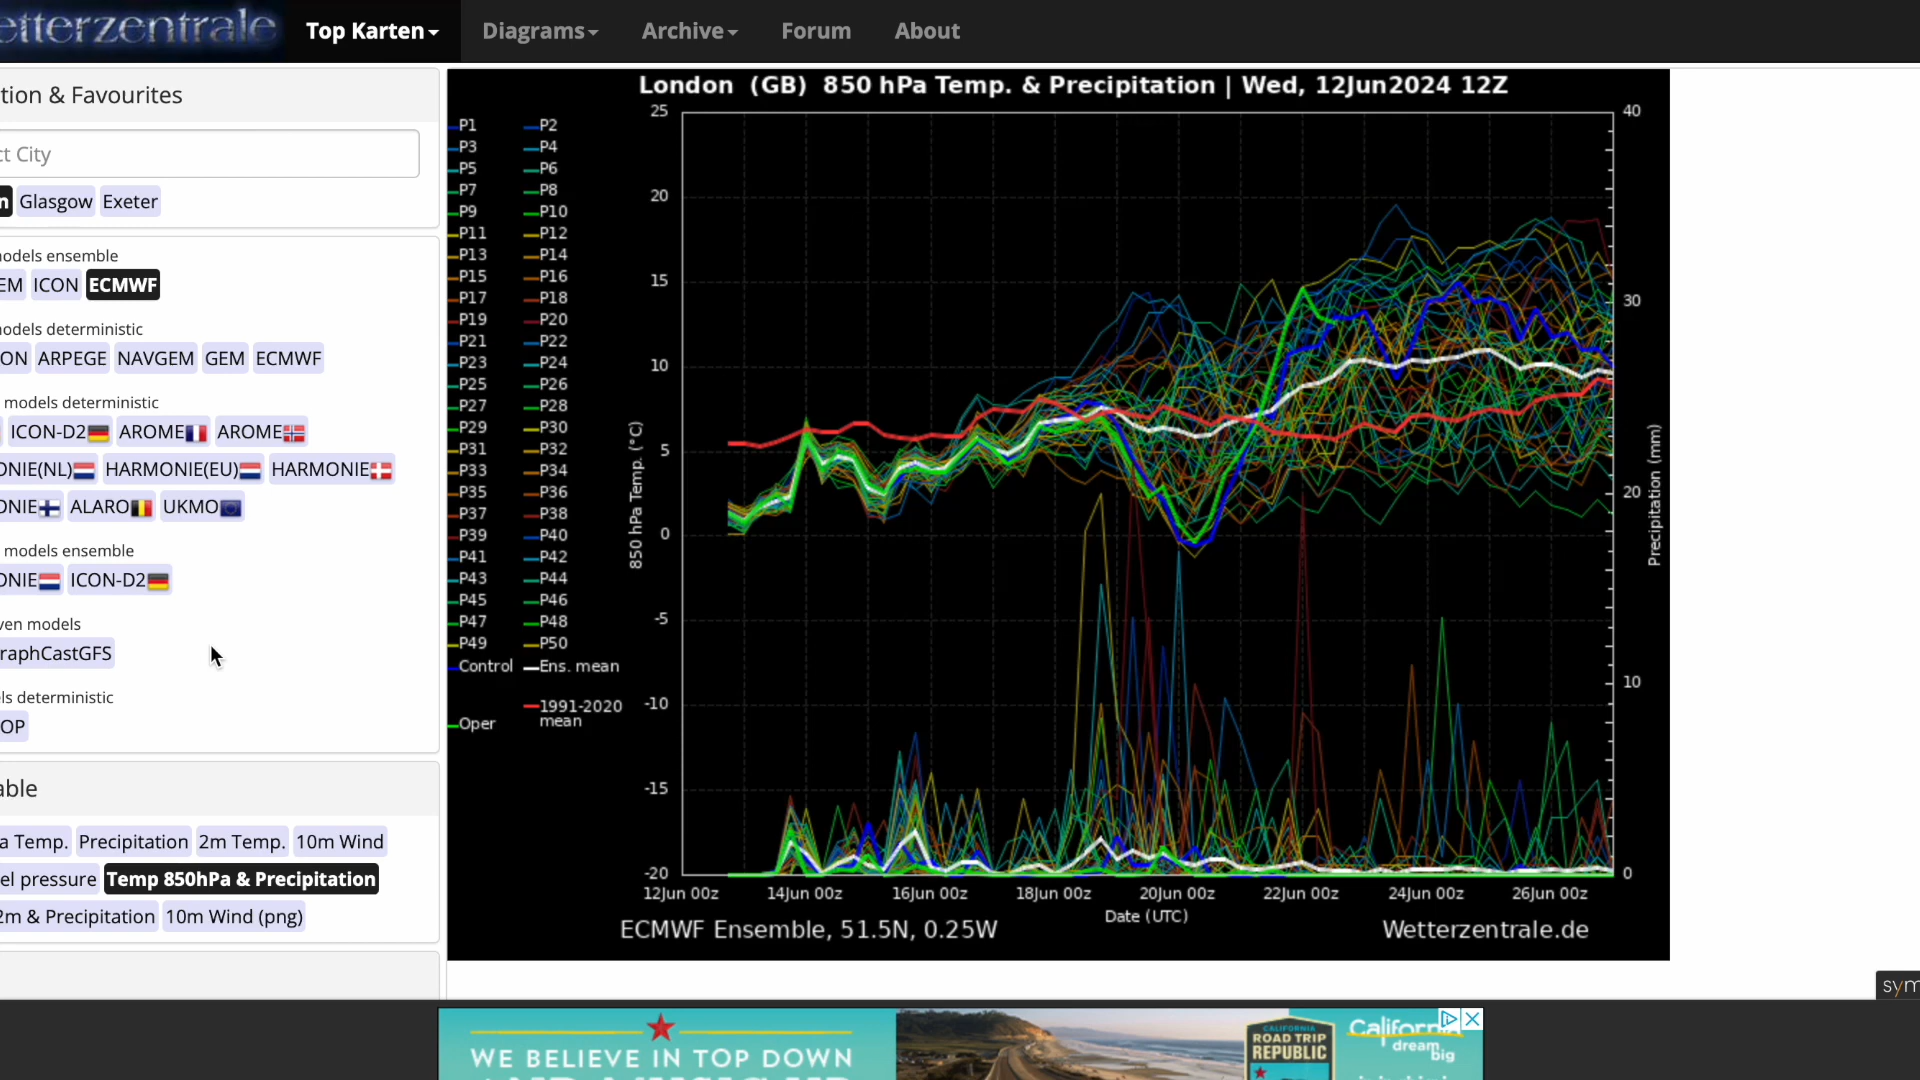 etterzentrale
Top Karten
Diagrams
Archive
Forum
About
tion & Favourites
ct City
n Glasgow Exeter
nodels ensemble
EM ICON ECMWF
nodels deterministic
ON ARPEGE NAVGEM GEM ECMWF
models deterministic
ICON-D2 AROME AROME
ONIE(NL) HARMONIE(EU) HARMONIE
ONIE ALARO UKMO
models ensemble
ONIE ICON-D2
ven models
raphCastGFS
ls deterministic
OP
able
a Temp. Precipitation 2m Temp. 10m Wind
el pressure Temp 850hPa & Precipitation
2m & Precipitation 10m Wind (png)
London (GB) 850 hPa Temp. & Precipitation | Wed, 12Jun2024 12Z
P1 P2
P3 P4
P5 P6
P7 P8
P9 P10
P11 P12
P13 P14
P15 P16
P17 P18
P19 P20
P21 P22
P23 P24
P25 P26
P27 P28
P29 P30
P31 P32
P33 P34
P35 P36
P37 P38
P39 P40
P41 P42
P43 P44
P45 P46
P47 P48
P49 P50
Control Ens. mean
1991-2020
mean
Oper
850 hPa Temp. (°C)
25
20
15
10
5
0
-5
-10
-15
-20
40
30
20
10
0
Precipitation (mm)
12Jun 00z 14Jun 00z 16Jun 00z 18Jun 00z 20Jun 00z 22Jun 00z 24Jun 00z 26Jun 00z
Date (UTC)
ECMWF Ensemble, 51.5N, 0.25W
Wetterzentrale.de
sym
WE BELIEVE IN TOP DOWN
CALIFORNIA
ROAD TRIP
REPUBLIC
California
dream
big